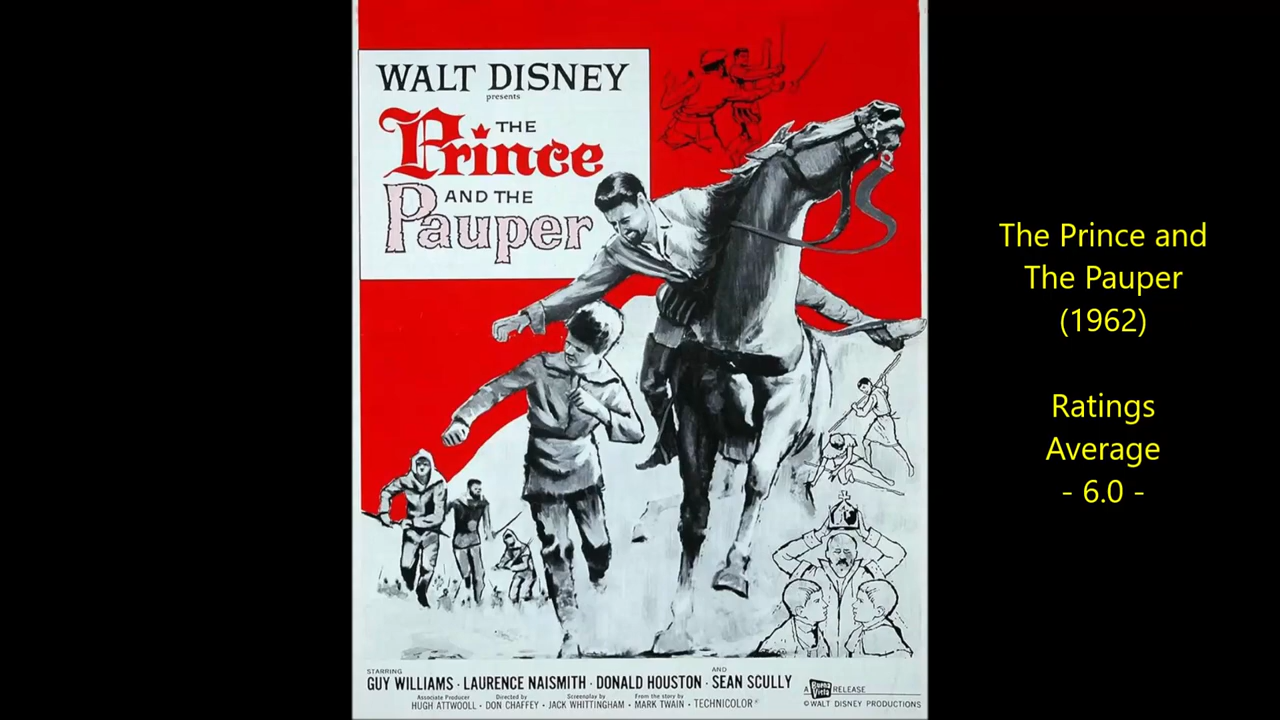 WALT DISNEY
presents
THE
Prince
AND THE
Pauper
The Prince and
The Pauper
(1962)
Ratings
Average
- 6.0 -
STARRING
GUY WILLIAMS · LAURENCE NAISMITH · DONALD HOUSTON · AND SEAN SCULLY
Associate Producer
HUGH ATTWOOLL ·
Directed by
DON CHAFFEY ·
Screenplay by
JACK WHITTINGHAM ·
From the story by
MARK TWAIN ·
TECHNICOLOR®
A Buena Vista RELEASE
©WALT DISNEY PRODUCTIONS